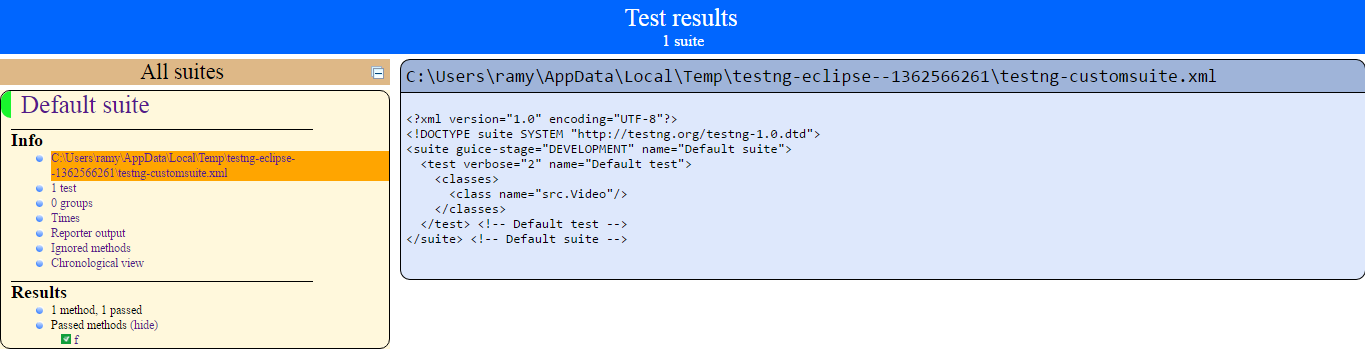 Test results
1 suite
All suites
Default suite
Info
C:\Users\ramy\AppData\Local\Temp\testng-eclipse-
-1362566261\testng-customsuite.xml
1 test
0 groups
Times
Reporter output
Ignored methods
Chronological view
Results
1 method, 1 passed
Passed methods (hide)
f
C:\Users\ramy\AppData\Local\Temp\testng-eclipse--1362566261\testng-customsuite.xml
<?xml version="1.0" encoding="UTF-8"?>
<!DOCTYPE suite SYSTEM "http://testng.org/testng-1.0.dtd">
<suite guice-stage="DEVELOPMENT" name="Default suite">
  <test verbose="2" name="Default test">
    <classes>
      <class name="src.Video"/>
    </classes>
  </test> <!-- Default test -->
</suite> <!-- Default suite -->